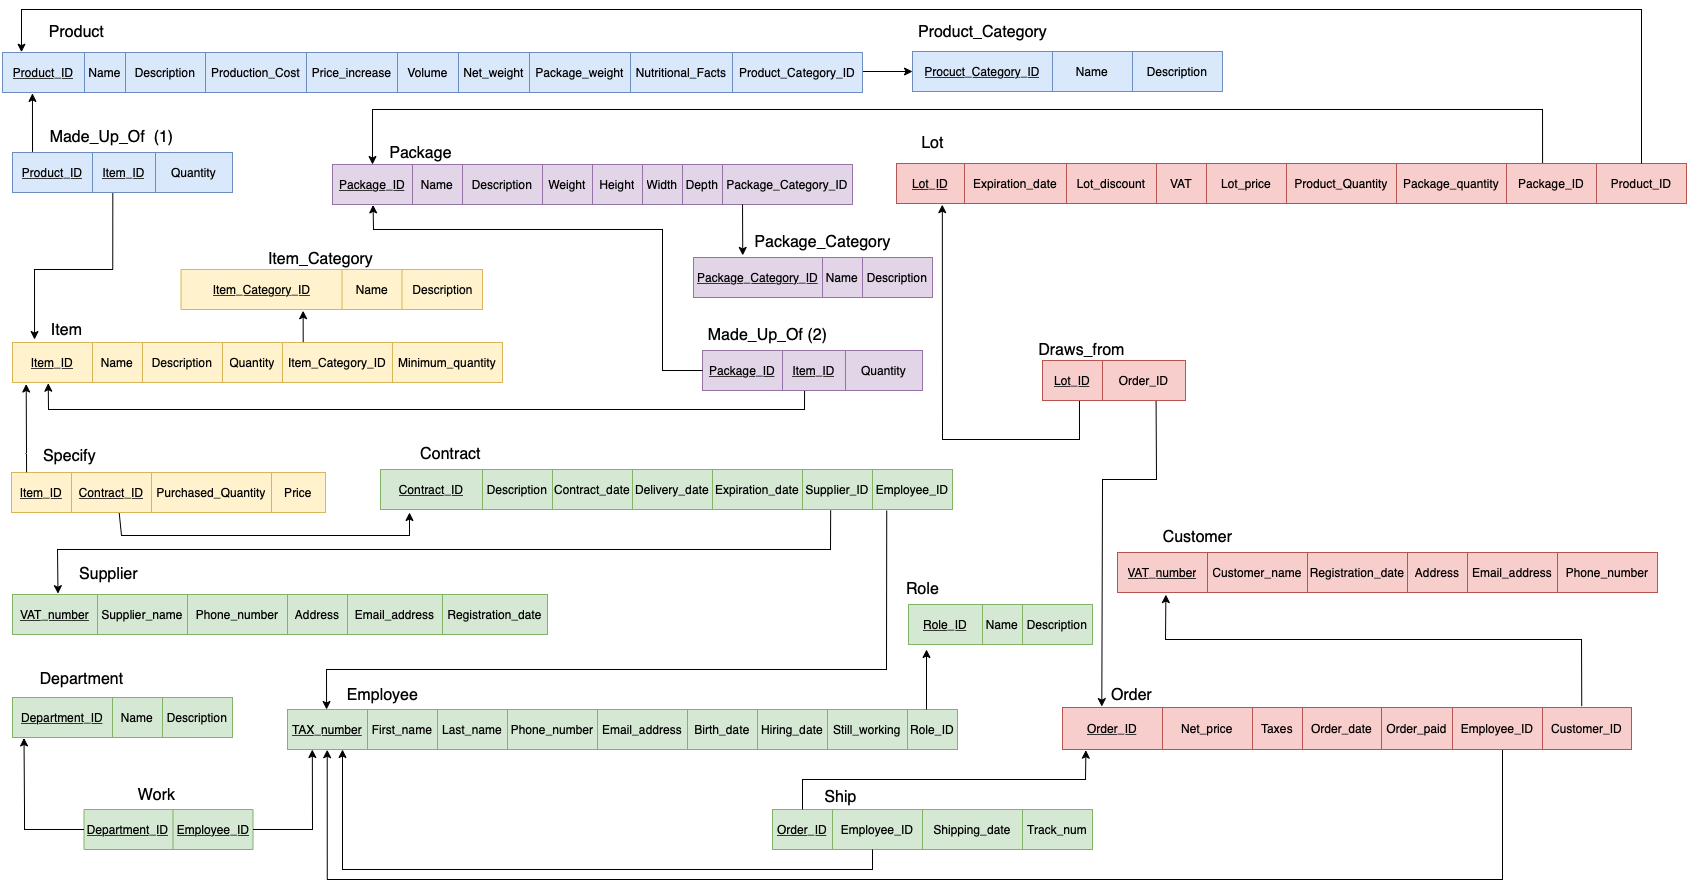 Product
Product_ID Name Description Production_Cost Price_increase Volume Net_weight Package_weight Nutritional_Facts Product_Category_ID
Product_Category
Procuct_Category_ID Name Description
Made_Up_Of (1)
Product_ID Item_ID Quantity
Package
Package_ID Name Description Weight Height Width Depth Package_Category_ID
Lot
Lot_ID Expiration_date Lot_discount VAT Lot_price Product_Quantity Package_quantity Package_ID Product_ID
Package_Category
Package_Category_ID Name Description
Item_Category
Item_Category_ID Name Description
Item
Item_ID Name Description Quantity Item_Category_ID Minimum_quantity
Made_Up_Of (2)
Package_ID Item_ID Quantity
Draws_from
Lot_ID Order_ID
Specify
Item_ID Contract_ID Purchased_Quantity Price
Contract
Contract_ID Description Contract_date Delivery_date Expiration_date Supplier_ID Employee_ID
Customer
VAT_number Customer_name Registration_date Address Email_address Phone_number
Supplier
VAT_number Supplier_name Phone_number Address Email_address Registration_date
Role
Role_ID Name Description
Department
Department_ID Name Description
Employee
TAX_number First_name Last_name Phone_number Email_address Birth_date Hiring_date Still_working Role_ID
Order
Order_ID Net_price Taxes Order_date Order_paid Employee_ID Customer_ID
Work
Department_ID Employee_ID
Ship
Order_ID Employee_ID Shipping_date Track_num